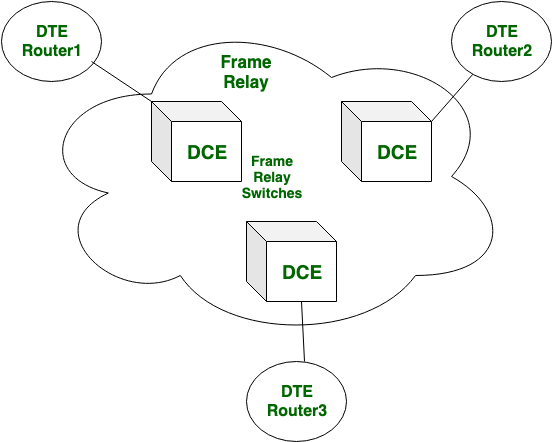 DTE
Router1
DTE
Router2
Frame
Relay
DCE
DCE
Frame
Relay
Switches
DCE
DTE
Router3